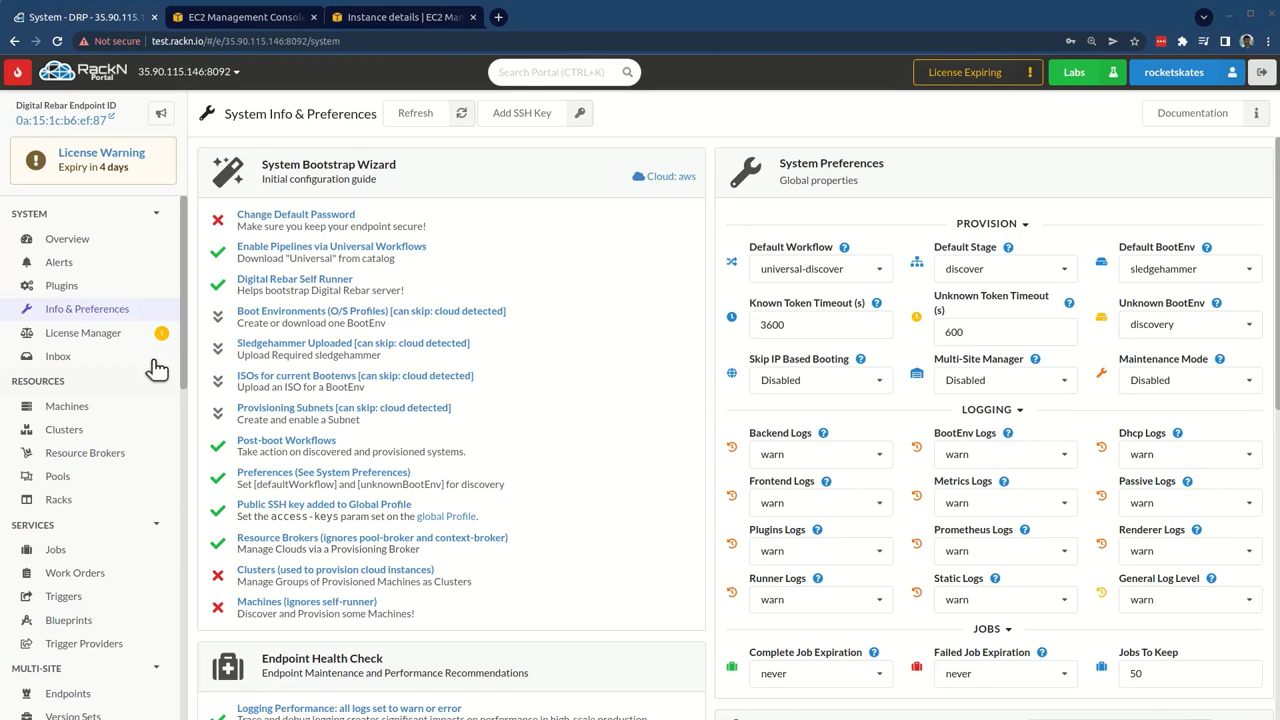 System - DRP - 35.90.115.1
EC2 Management Consol
Instance details | EC2 Man
Not secure
test.rackn.io/#/e/35.90.115.146:8092/system
RackN Portal
35.90.115.146:8092
Search Portal (CTRL+K)
License Expiring
Labs
rocketskates
Digital Rebar Endpoint ID
0a:15:1c:b6:ef:87
License Warning
Expiry in 4 days
SYSTEM
Overview
Alerts
Plugins
Info & Preferences
License Manager
Inbox
RESOURCES
Machines
Clusters
Resource Brokers
Pools
Racks
SERVICES
Jobs
Work Orders
Triggers
Blueprints
Trigger Providers
MULTI-SITE
Endpoints
Version Sets
System Info & Preferences
Refresh
Add SSH Key
Documentation
System Bootstrap Wizard
Initial configuration guide
Cloud: aws
Change Default Password
Make sure you keep your endpoint secure!
Enable Pipelines via Universal Workflows
Download "Universal" from catalog
Digital Rebar Self Runner
Helps bootstrap Digital Rebar server!
Boot Environments (O/S Profiles) [can skip: cloud detected]
Create or download one BootEnv
Sledgehammer Uploaded [can skip: cloud detected]
Upload Required sledgehammer
ISOs for current Bootenvs [can skip: cloud detected]
Upload an ISO for a BootEnv
Provisioning Subnets [can skip: cloud detected]
Create and enable a Subnet
Post-boot Workflows
Take action on discovered and provisioned systems.
Preferences (See System Preferences)
Set [defaultWorkflow] and [unknownBootEnv] for discovery
Public SSH key added to Global Profile
Set the access-keys param set on the global Profile.
Resource Brokers (ignores pool-broker and context-broker)
Manage Clouds via a Provisioning Broker
Clusters (used to provision cloud instances)
Manage Groups of Provisioned Machines as Clusters
Machines (ignores self-runner)
Discover and Provision some Machines!
Endpoint Health Check
Endpoint Maintenance and Performance Recommendations
Logging Performance: all logs set to warn or error
Trace and debug logging creates significant impacts on performance in high-scale production
System Preferences
Global properties
PROVISION
Default Workflow
Default Stage
Default BootEnv
universal-discover
discover
sledgehammer
Known Token Timeout (s)
Unknown Token Timeout (s)
Unknown BootEnv
3600
600
discovery
Skip IP Based Booting
Multi-Site Manager
Maintenance Mode
Disabled
Disabled
Disabled
LOGGING
Backend Logs
BootEnv Logs
Dhcp Logs
warn
warn
warn
Frontend Logs
Metrics Logs
Passive Logs
warn
warn
warn
Plugins Logs
Prometheus Logs
Renderer Logs
warn
warn
warn
Runner Logs
Static Logs
General Log Level
warn
warn
warn
JOBS
Complete Job Expiration
Failed Job Expiration
Jobs To Keep
never
never
50